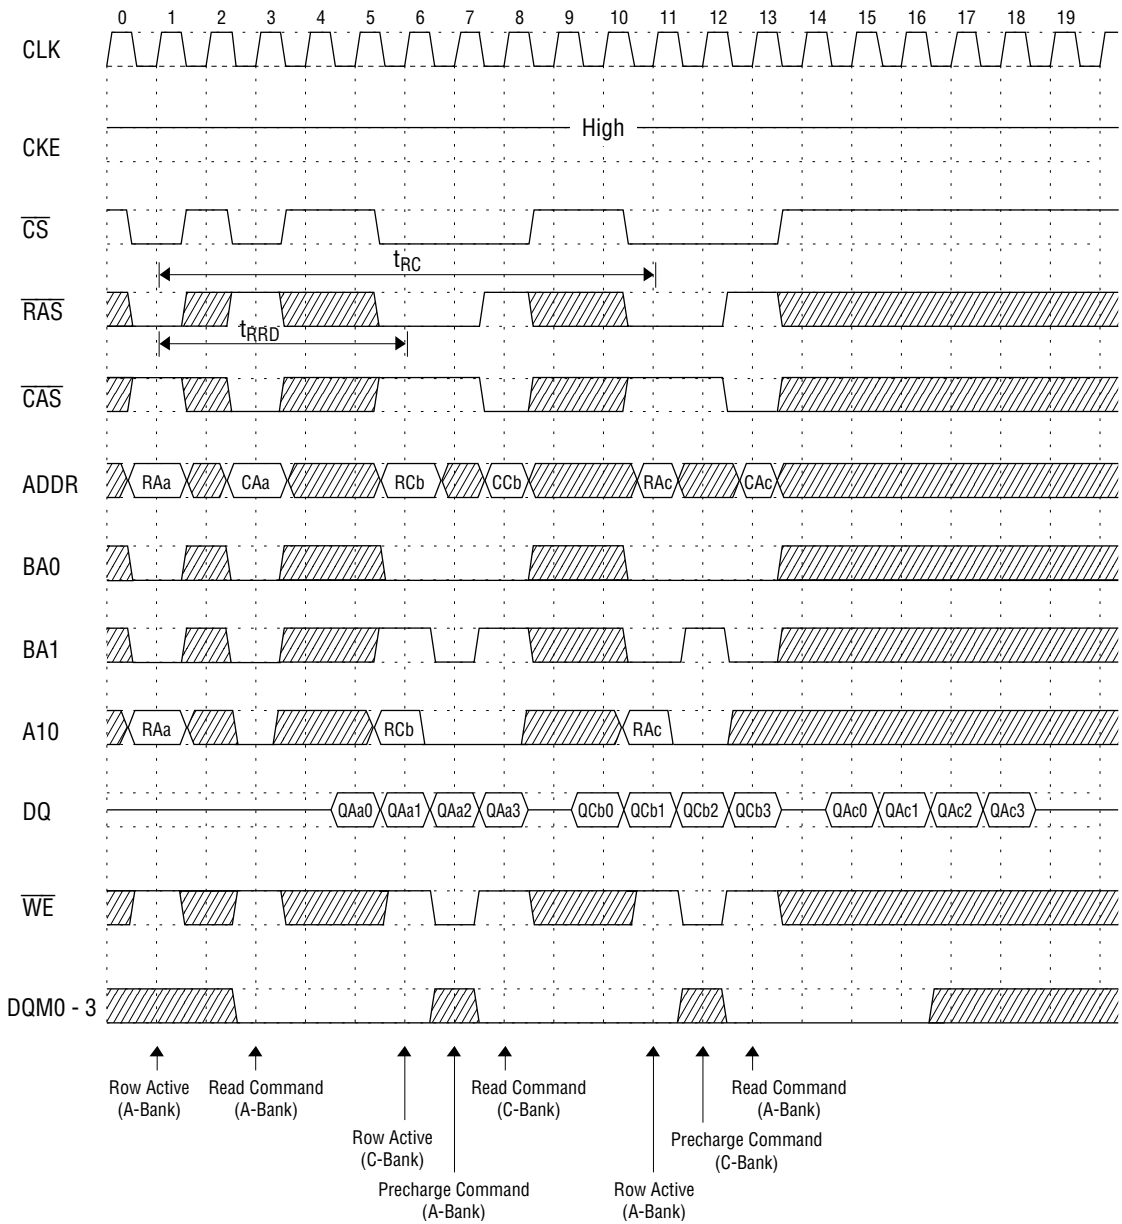 0 1 2 3 4 5 6 7 8 9 10 11 12 13 14 15 16 17 18 19
CLK
High
CKE
CS
tRC
RAS
tRRD
CAS
ADDR RAa CAa RCb CCb RAc CAc
BA0
BA1
A10 RAa RCb RAc
DQ QAa0 QAa1 QAa2 QAa3 QCb0 QCb1 QCb2 QCb3 QAc0 QAc1 QAc2 QAc3
WE
DQM0 - 3
Row Active
(A-Bank)
Read Command
(A-Bank)
Read Command
(C-Bank)
Read Command
(A-Bank)
Row Active
(C-Bank)
Precharge Command
(C-Bank)
Precharge Command
(A-Bank)
Row Active
(A-Bank)